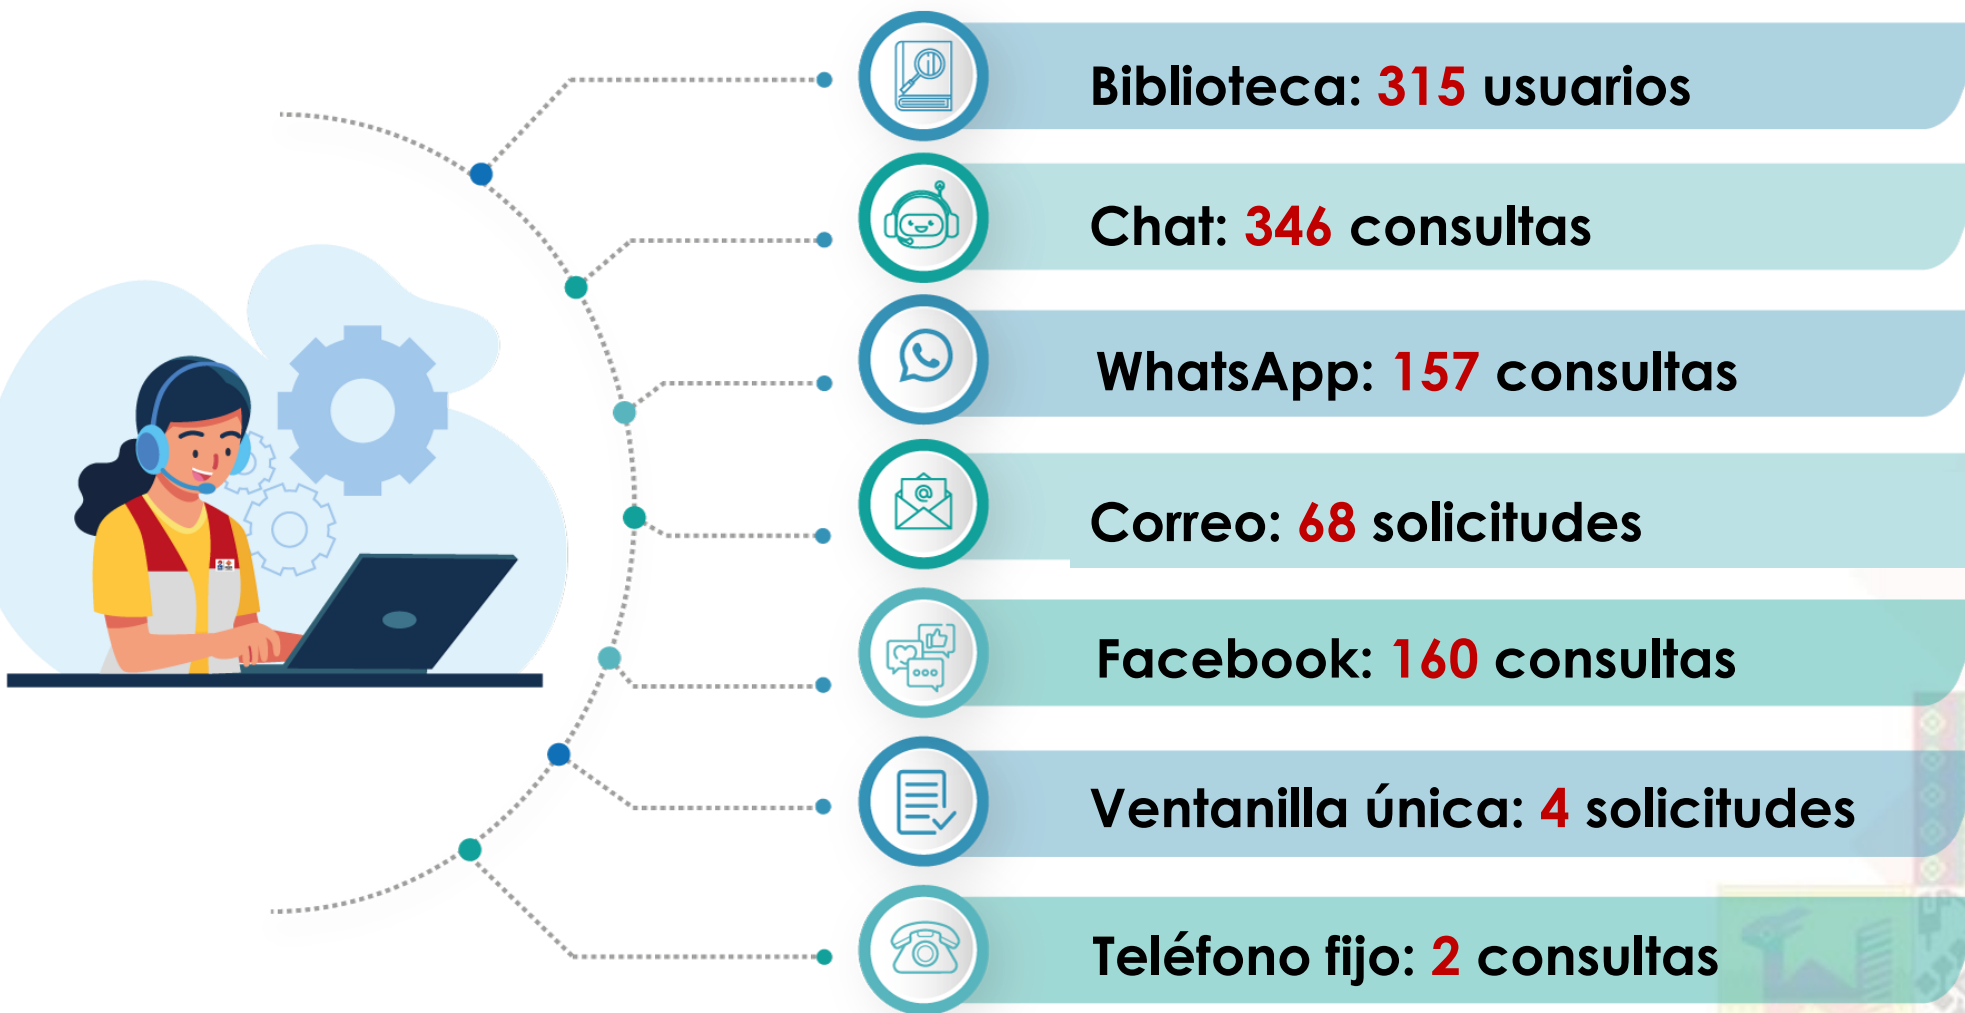 Biblioteca: 315 usuarios
Chat: 346 consultas
WhatsApp: 157 consultas
Correo: 68 solicitudes
Facebook: 160 consultas
Ventanilla única: 4 solicitudes
Teléfono fijo: 2 consultas